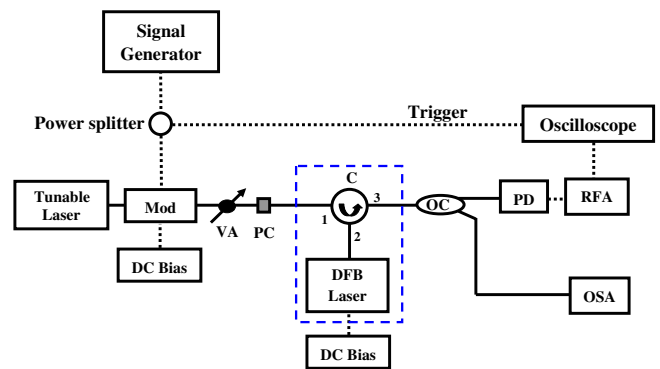 Signal
Generator
Power splitter
Trigger
Oscilloscope
C
Tunable
Laser
Mod
VA
PC
1
3
2
OC
PD
RFA
DC Bias
DFB
Laser
OSA
DC Bias